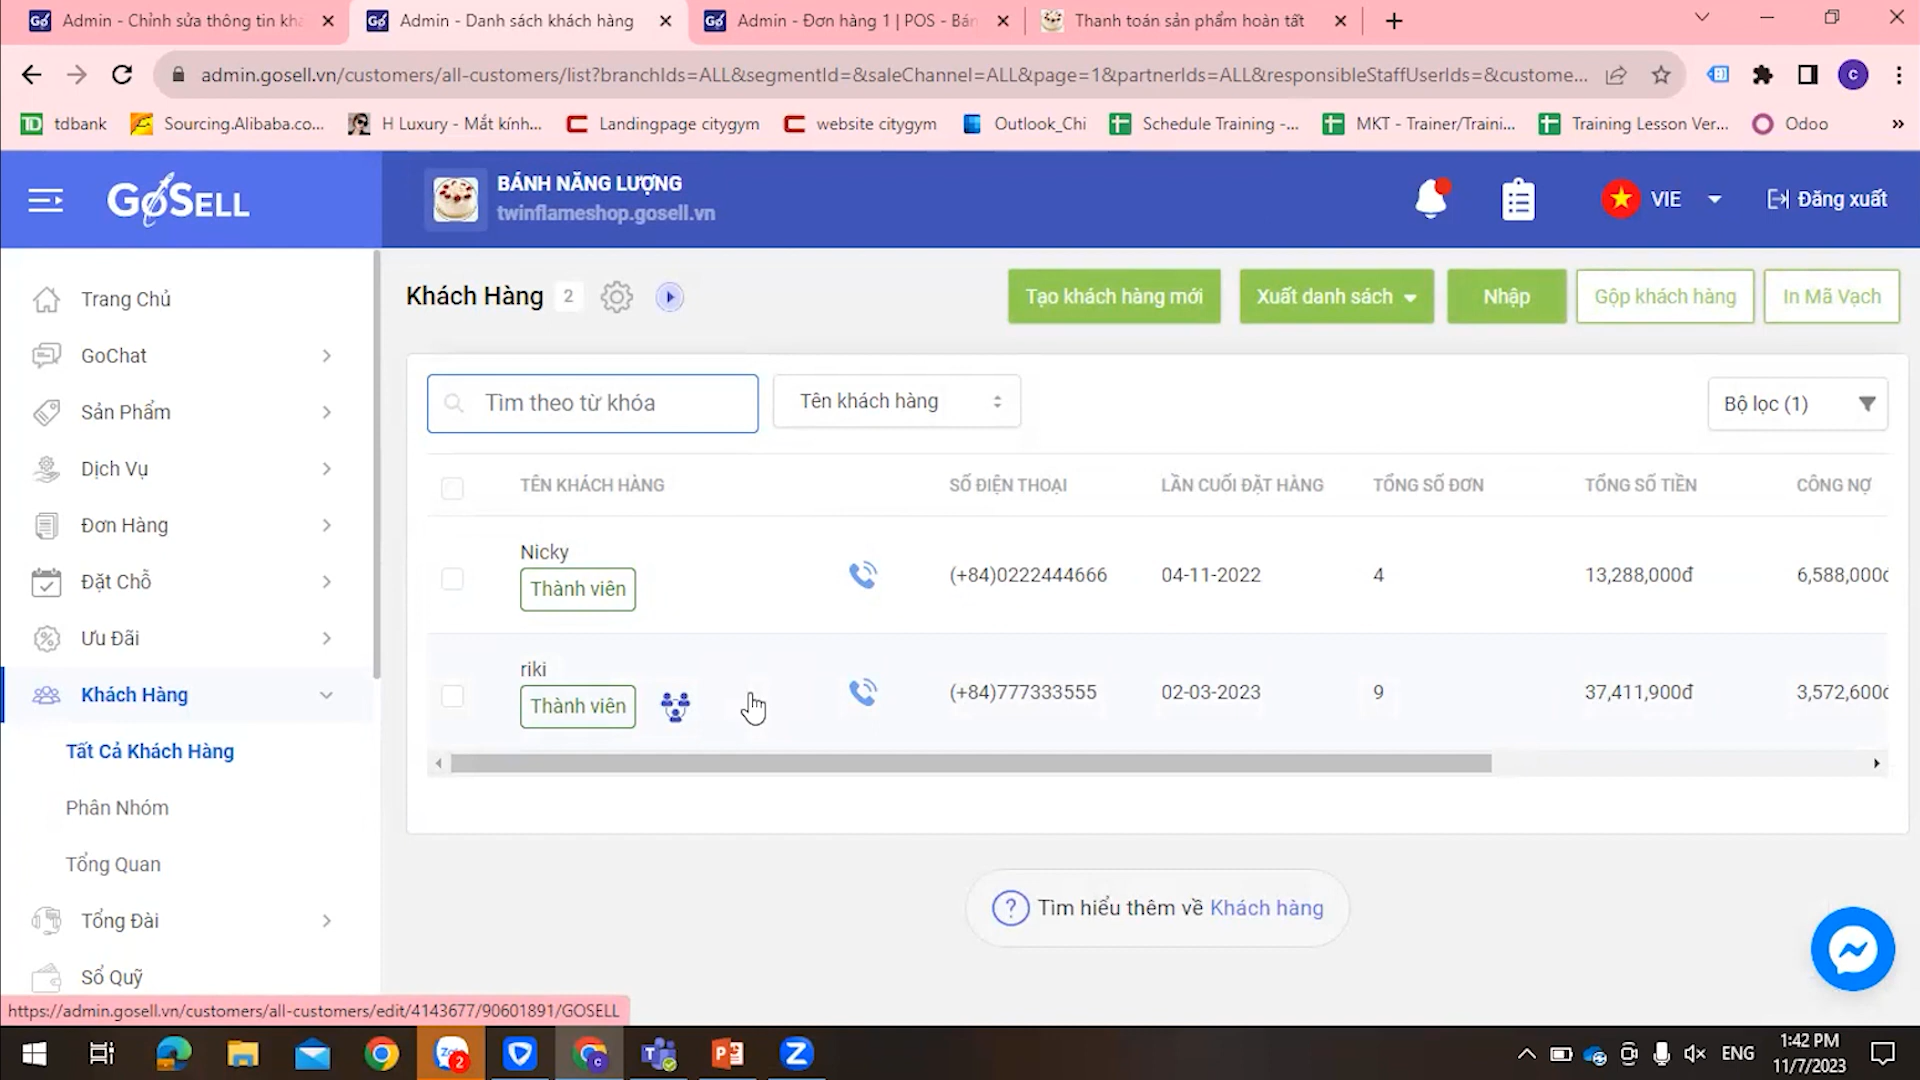 Admin - Chỉnh sửa thông tin khá
Admin - Danh sách khách hàng
Admin - Đơn hàng 1 | POS - Bán
Thanh toán sản phẩm hoàn tất
admin.gosell.vn/customers/all-customers/list?branchIds=ALL&segmentId=&saleChannel=ALL&page=1&partnerIds=ALL&responsibleStaffUserIds=&custome...
tdbank
Sourcing.Alibaba.co...
H Luxury - Mắt kính...
Landingpage citygym
website citygym
Outlook_Chi
Schedule Training -...
MKT - Trainer/Traini...
Training Lesson Ver...
Odoo
»
GOSELL
BÁNH NĂNG LƯỢNG
twinflameshop.gosell.vn
VIE
Đăng xuất
Trang Chủ
GoChat
Sản Phẩm
Dịch Vụ
Đơn Hàng
Đặt Chỗ
Ưu Đãi
Khách Hàng
Tất Cả Khách Hàng
Phân Nhóm
Tổng Quan
Tổng Đài
Sổ Quỹ
Khách Hàng 2
Tạo khách hàng mới
Xuất danh sách
Nhập
Gộp khách hàng
In Mã Vạch
Tìm theo từ khóa
Tên khách hàng
Bộ lọc (1)
TÊN KHÁCH HÀNG SỐ ĐIỆN THOẠI LẦN CUỐI ĐẶT HÀNG TỔNG SỐ ĐƠN TỔNG SỐ TIỀN CÔNG NỢ
Nicky
Thành viên
(+84)0222444666 04-11-2022 4 13,288,000đ 6,588,000đ
riki
Thành viên
(+84)777333555 02-03-2023 9 37,411,900đ 3,572,600đ
? Tìm hiểu thêm về Khách hàng
https://admin.gosell.vn/customers/all-customers/edit/4143677/90601891/GOSELL
ENG
1:42 PM
11/7/2023